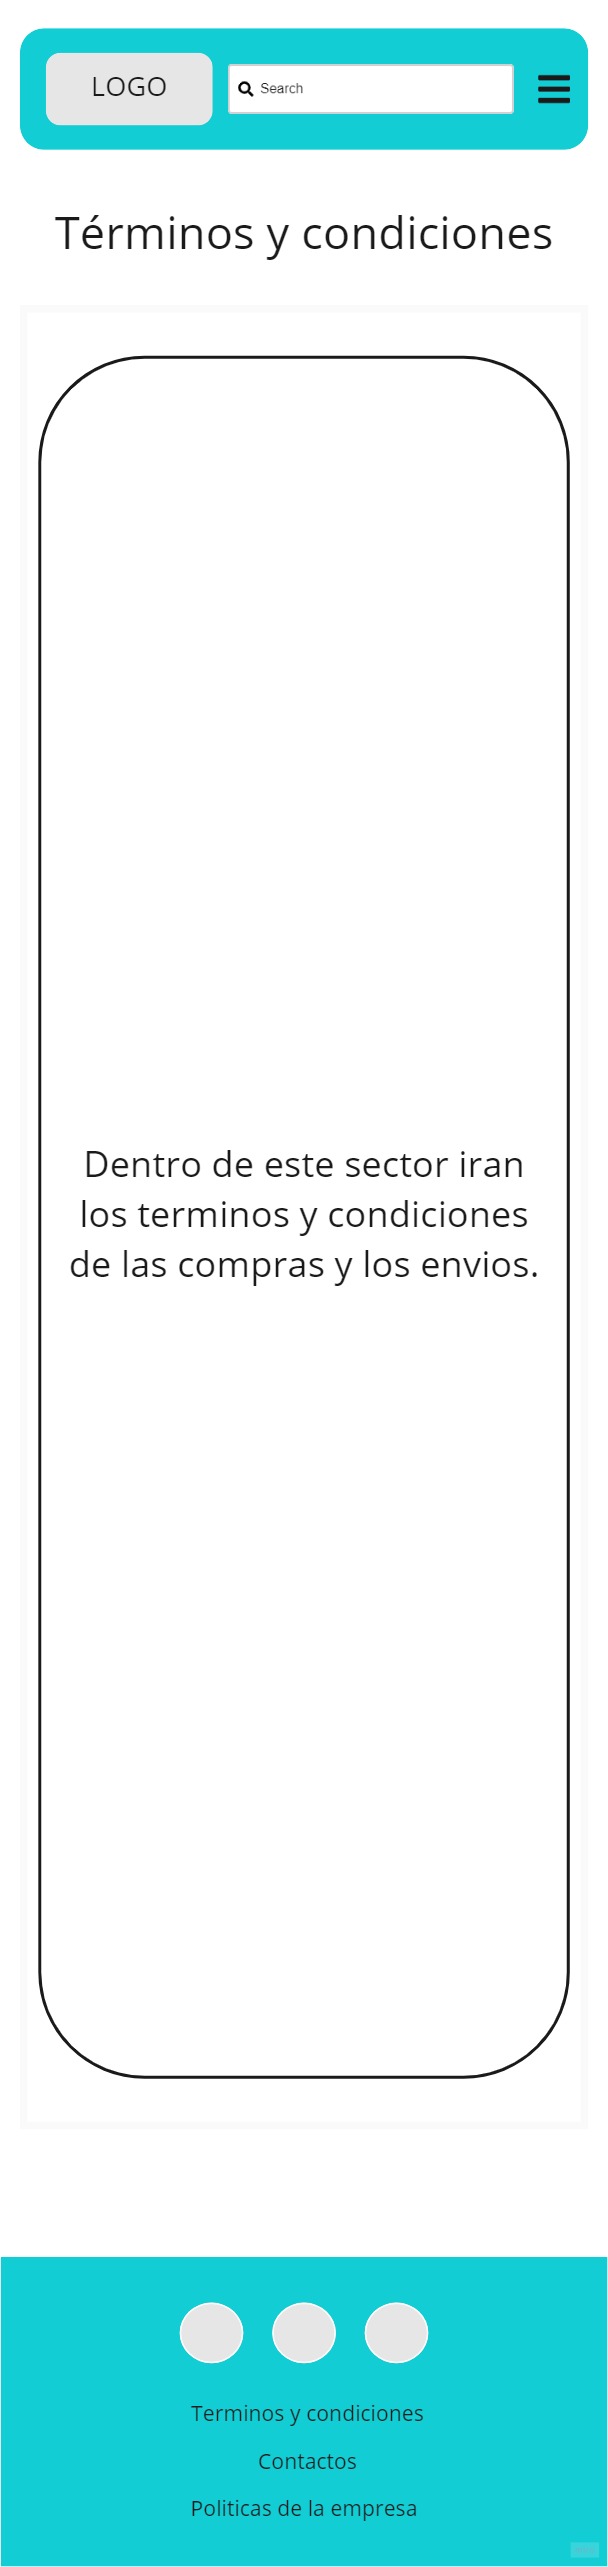 LOGO
Search
Términos y condiciones
Dentro de este sector iran
los terminos y condiciones
de las compras y los envios.
Terminos y condiciones
Contactos
Politicas de la empresa